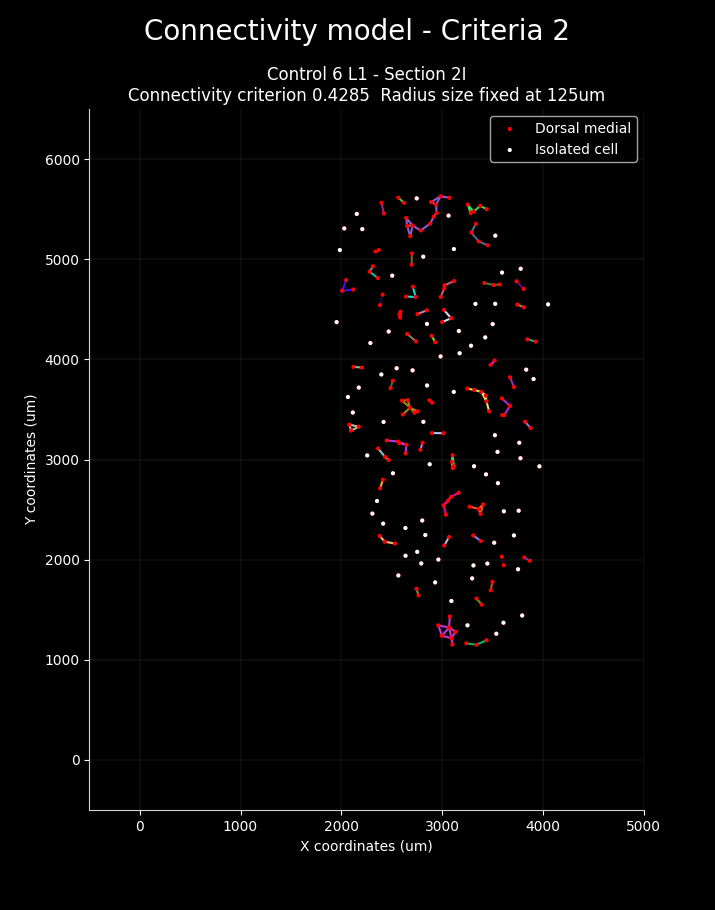 Connectivity model - Criteria 2
Control 6 L1 - Section 2I
Connectivity criterion 0.4285  Radius size fixed at 125um
Dorsal medial
Isolated cell
6000
5000
4000
3000
2000
1000
0
Y coordinates (um)
0 1000 2000 3000 4000 5000
X coordinates (um)